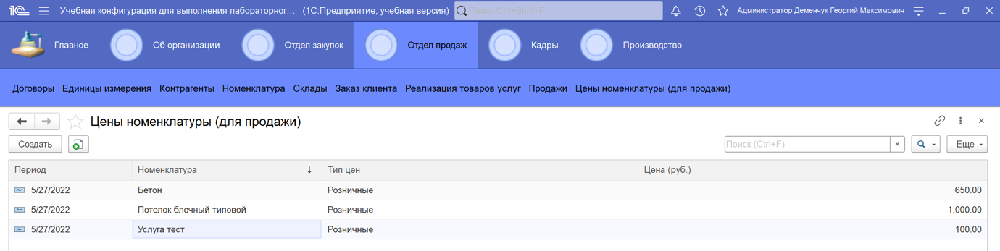 1С Учебная конфигурация для выполнения лабораторног... (1С:Предприятие, учебная версия) Поиск Ctrl+Shift+F Администратор Деменчук Георгий Максимович
Главное Об организации Отдел закупок Отдел продаж Кадры Производство
Договоры Единицы измерения Контрагенты Номенклатура Склады Заказ клиента Реализация товаров услуг Продажи Цены номенклатуры (для продажи)
Цены номенклатуры (для продажи)
Создать Поиск (Ctrl+F) × Еще
Период Номенклатура ↓ Тип цен Цена (руб.)
5/27/2022 Бетон Розничные 650.00
5/27/2022 Потолок блочный типовой Розничные 1,000.00
5/27/2022 Услуга тест Розничные 100.00